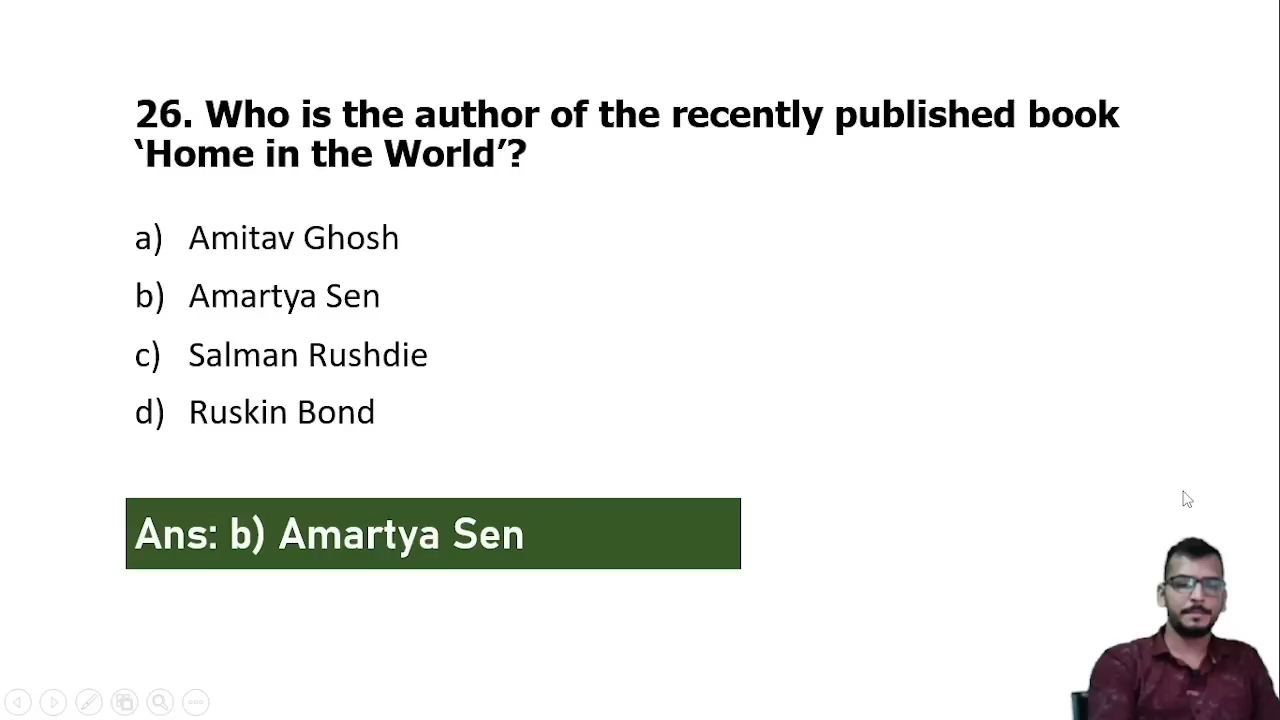 26. Who is the author of the recently published book
‘Home in the World’?
a) Amitav Ghosh
b) Amartya Sen
c) Salman Rushdie
d) Ruskin Bond
Ans: b) Amartya Sen